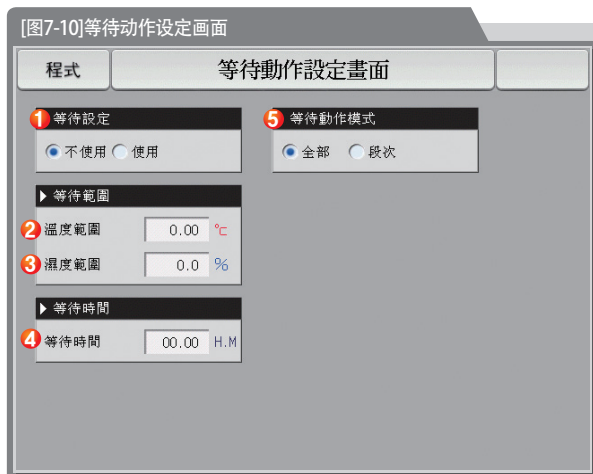 [图7-10]等待动作设定画面
程式 等待動作設定畫面
1 等待設定
不使用 使用
▶ 等待範圍
2 溫度範圍 0.00 ℃
3 濕度範圍 0.0 %
▶ 等待時間
4 等待時間 00.00 H.M
5 等待動作模式
全部 段次